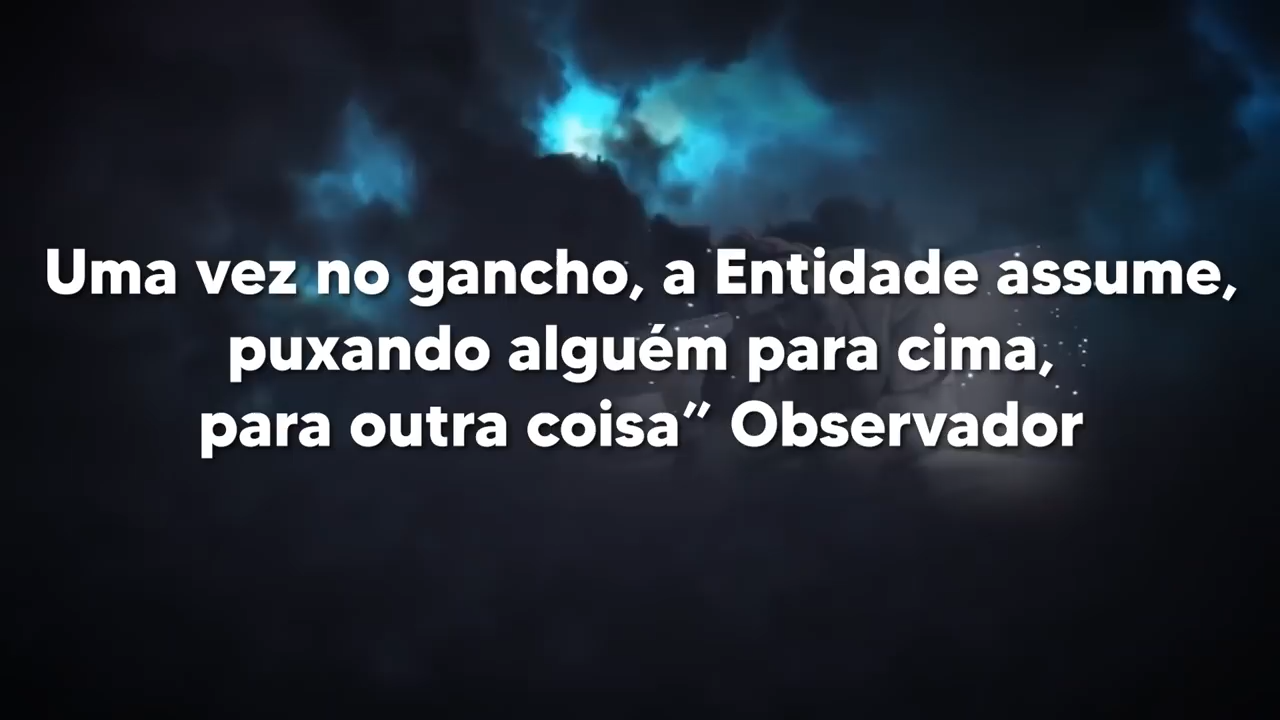 Uma vez no gancho, a Entidade assume,
puxando alguém para cima,
para outra coisa” Observador